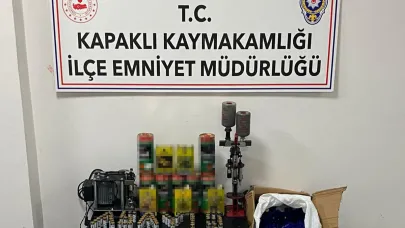 T.C.
KAPAKLI KAYMAKAMLIĞI
İLÇE EMNİYET MÜDÜRLÜĞÜ